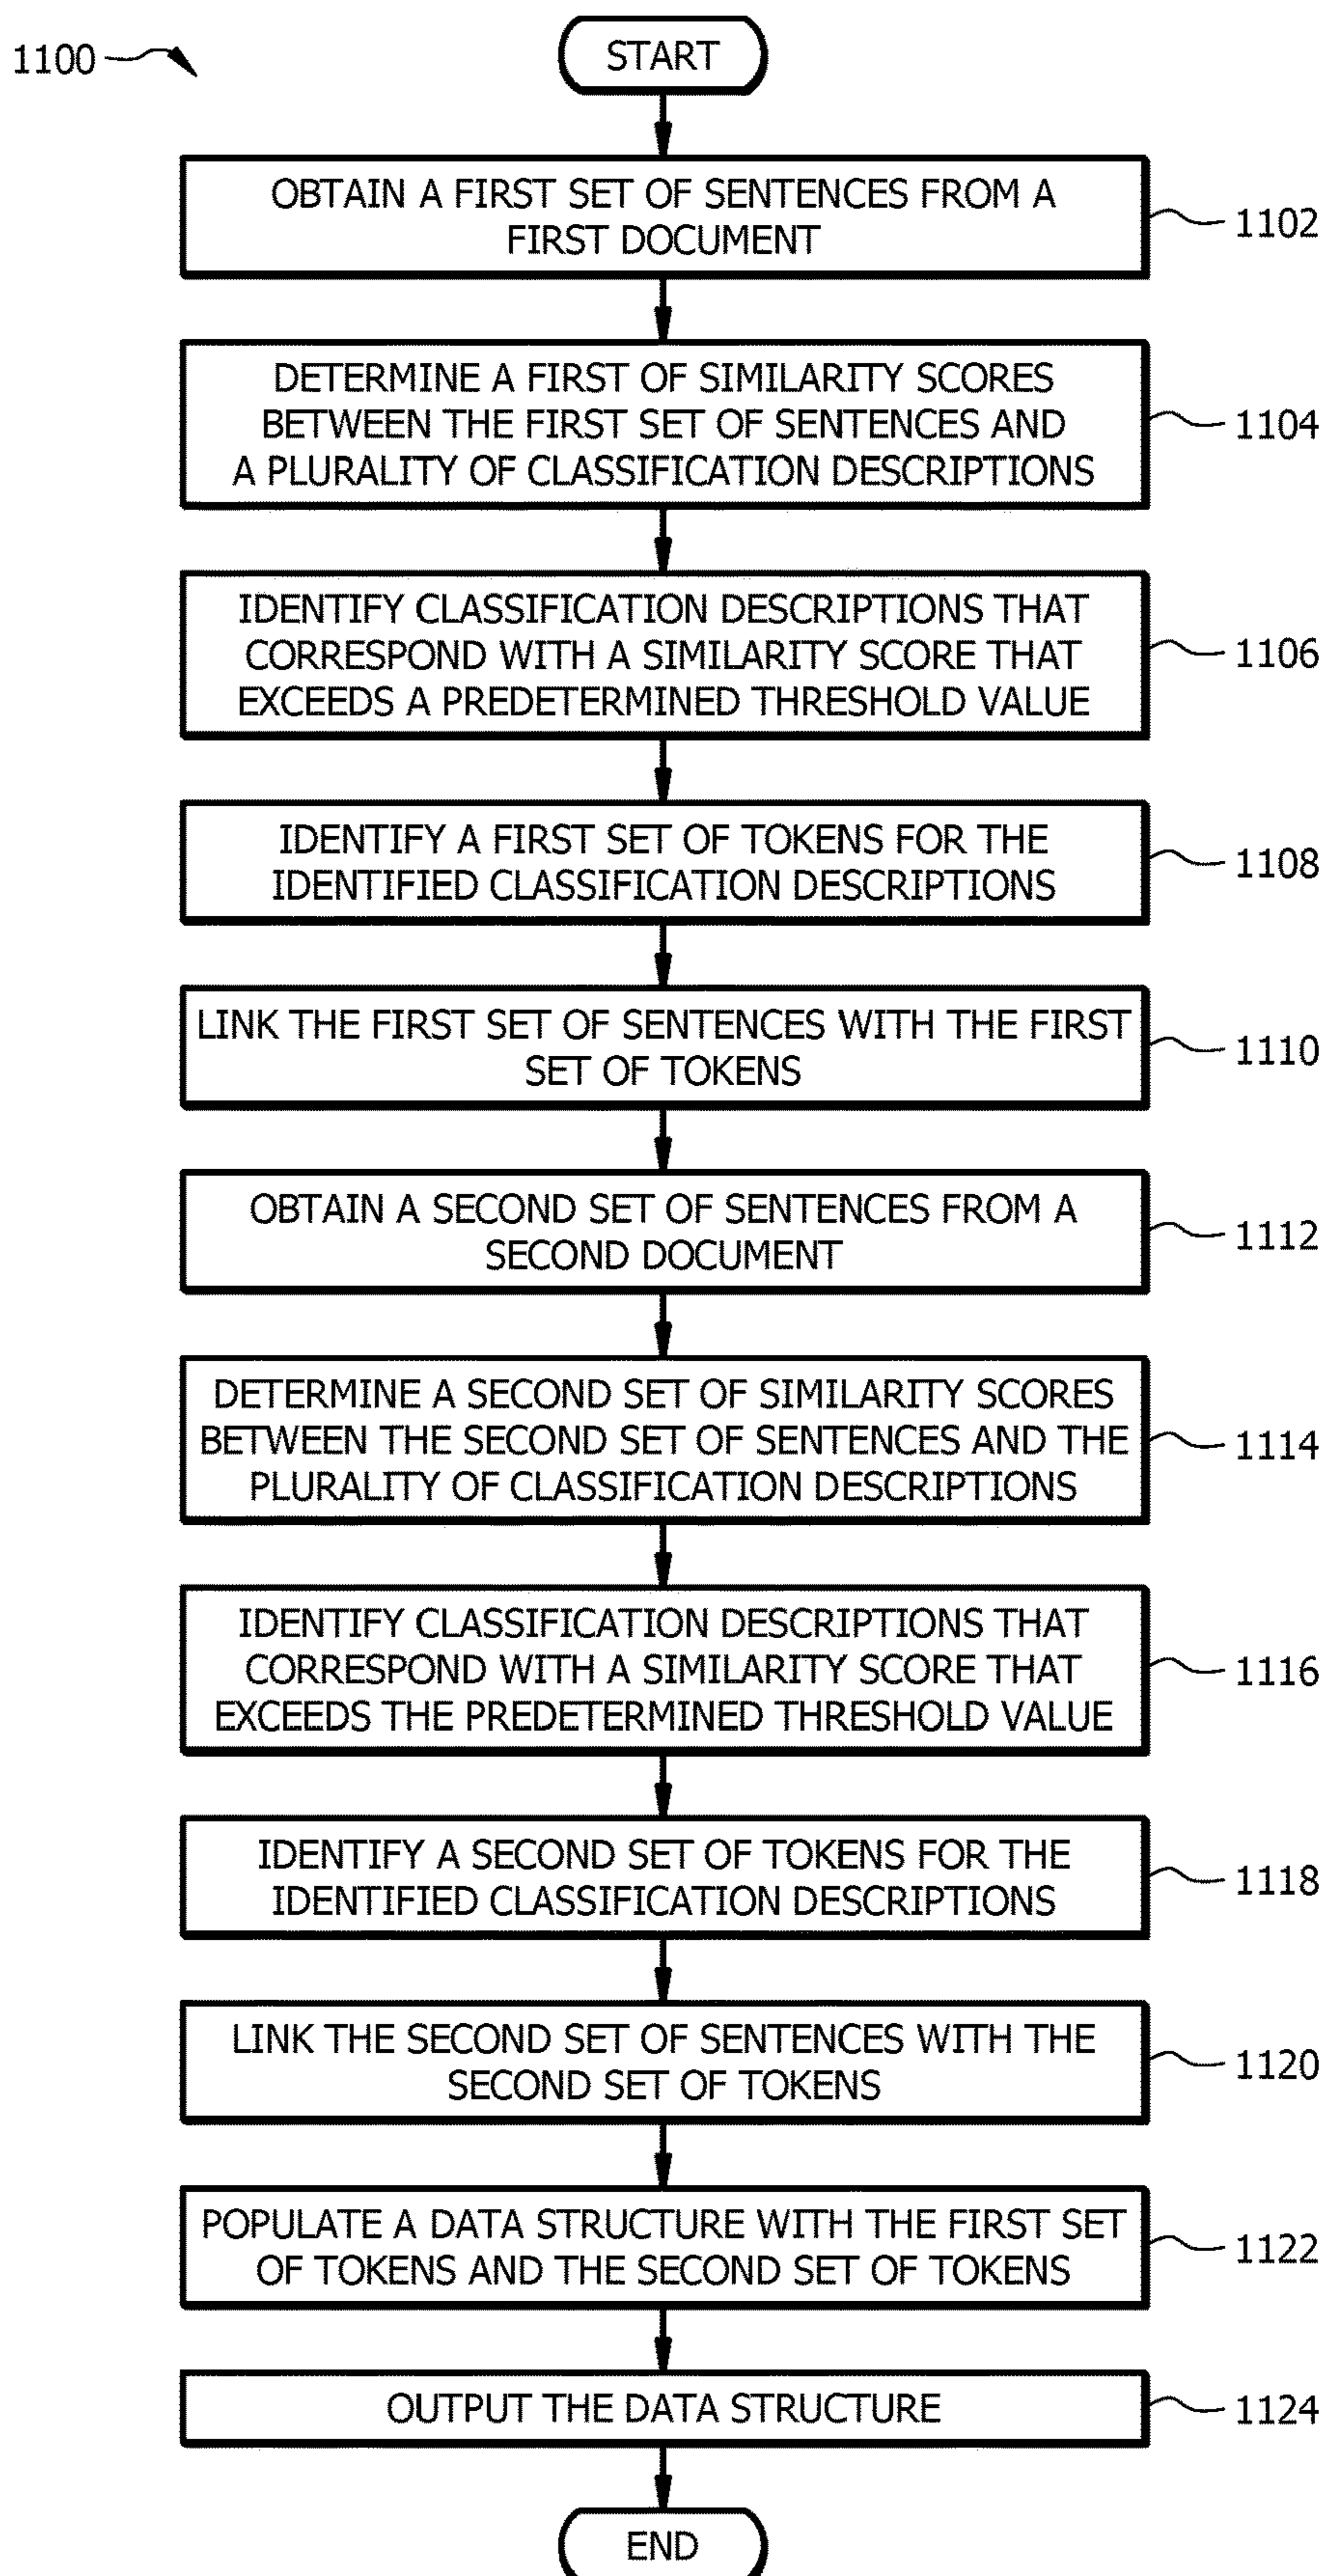 1100
START
OBTAIN A FIRST SET OF SENTENCES FROM A
FIRST DOCUMENT
1102
DETERMINE A FIRST OF SIMILARITY SCORES
BETWEEN THE FIRST SET OF SENTENCES AND
A PLURALITY OF CLASSIFICATION DESCRIPTIONS
1104
IDENTIFY CLASSIFICATION DESCRIPTIONS THAT
CORRESPOND WITH A SIMILARITY SCORE THAT
EXCEEDS A PREDETERMINED THRESHOLD VALUE
1106
IDENTIFY A FIRST SET OF TOKENS FOR THE
IDENTIFIED CLASSIFICATION DESCRIPTIONS
1108
LINK THE FIRST SET OF SENTENCES WITH THE FIRST
SET OF TOKENS
1110
OBTAIN A SECOND SET OF SENTENCES FROM A
SECOND DOCUMENT
1112
DETERMINE A SECOND SET OF SIMILARITY SCORES
BETWEEN THE SECOND SET OF SENTENCES AND THE
PLURALITY OF CLASSIFICATION DESCRIPTIONS
1114
IDENTIFY CLASSIFICATION DESCRIPTIONS THAT
CORRESPOND WITH A SIMILARITY SCORE THAT
EXCEEDS THE PREDETERMINED THRESHOLD VALUE
1116
IDENTIFY A SECOND SET OF TOKENS FOR THE
IDENTIFIED CLASSIFICATION DESCRIPTIONS
1118
LINK THE SECOND SET OF SENTENCES WITH THE
SECOND SET OF TOKENS
1120
POPULATE A DATA STRUCTURE WITH THE FIRST SET
OF TOKENS AND THE SECOND SET OF TOKENS
1122
OUTPUT THE DATA STRUCTURE
1124
END